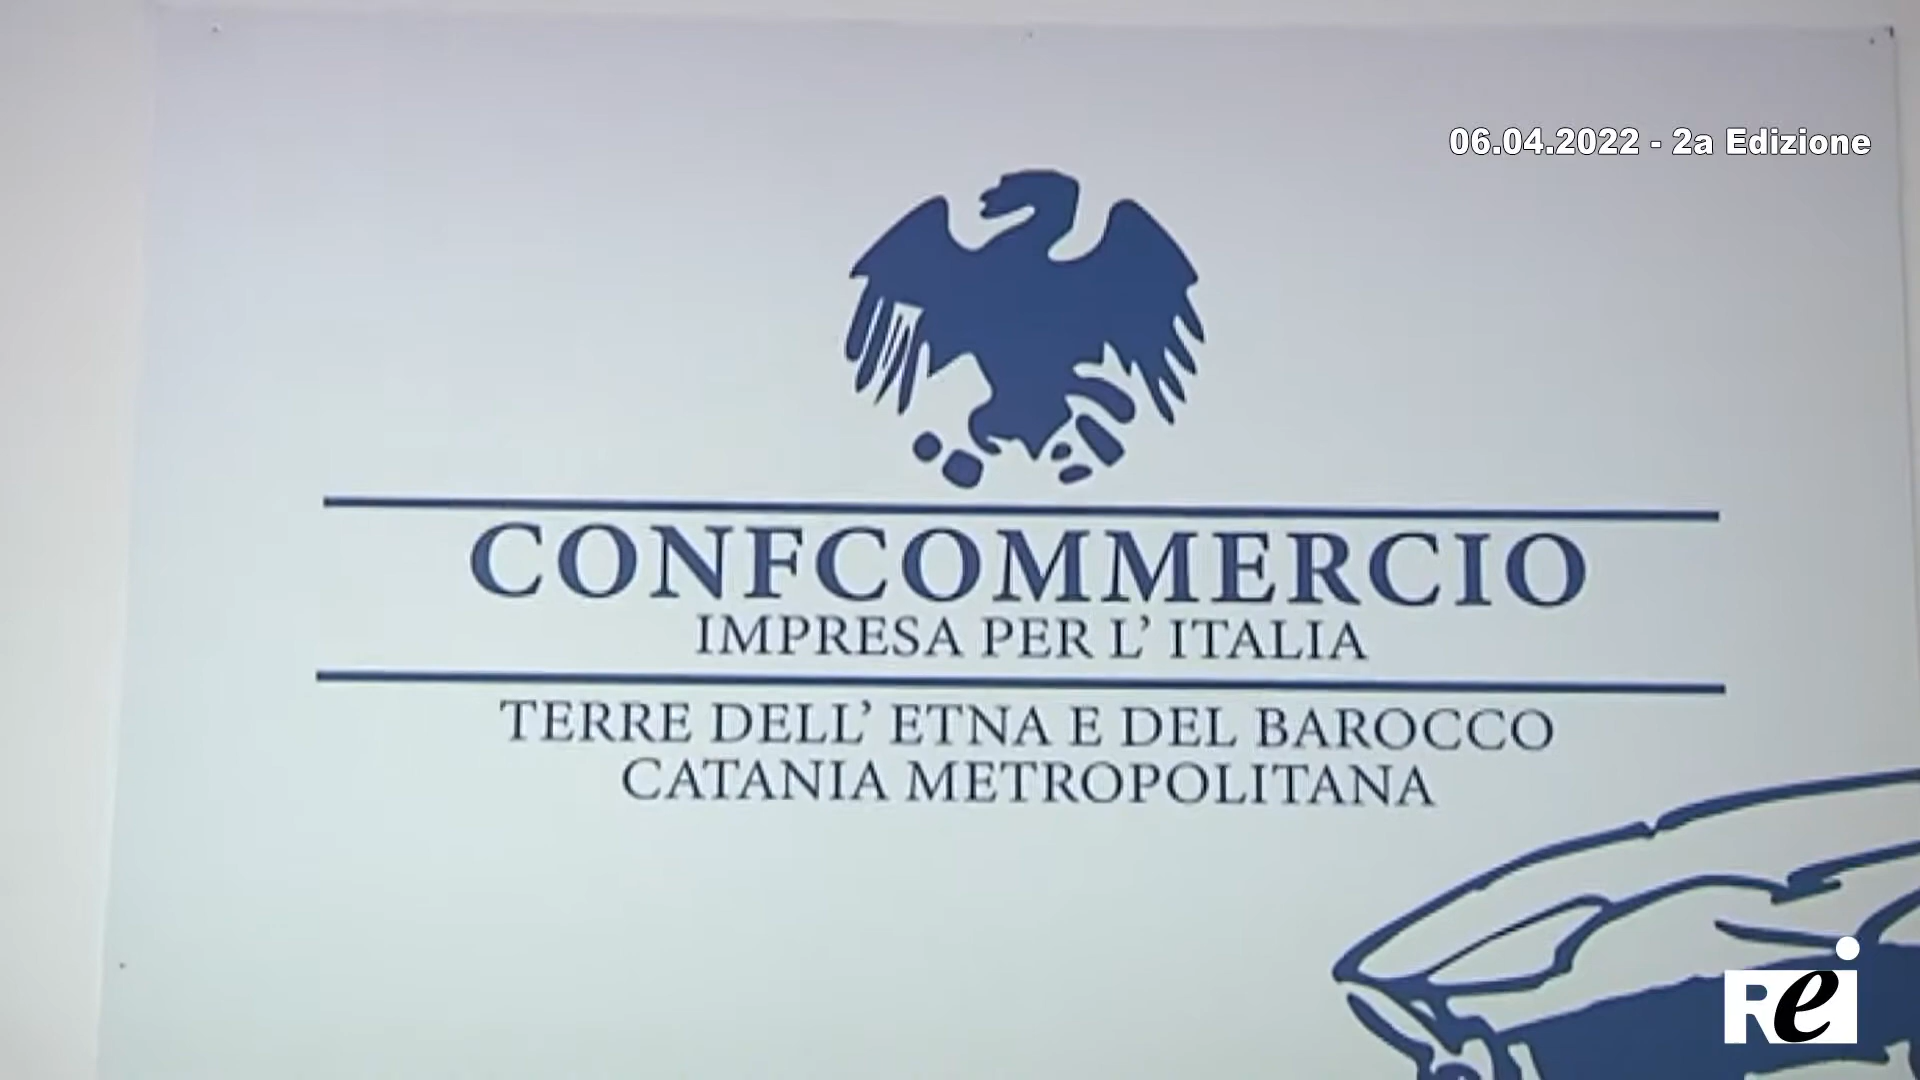 06.04.2022 - 2a Edizione
CONFCOMMERCIO
IMPRESA PER L' ITALIA
TERRE DELL' ETNA E DEL BAROCCO
CATANIA METROPOLITANA
Rei